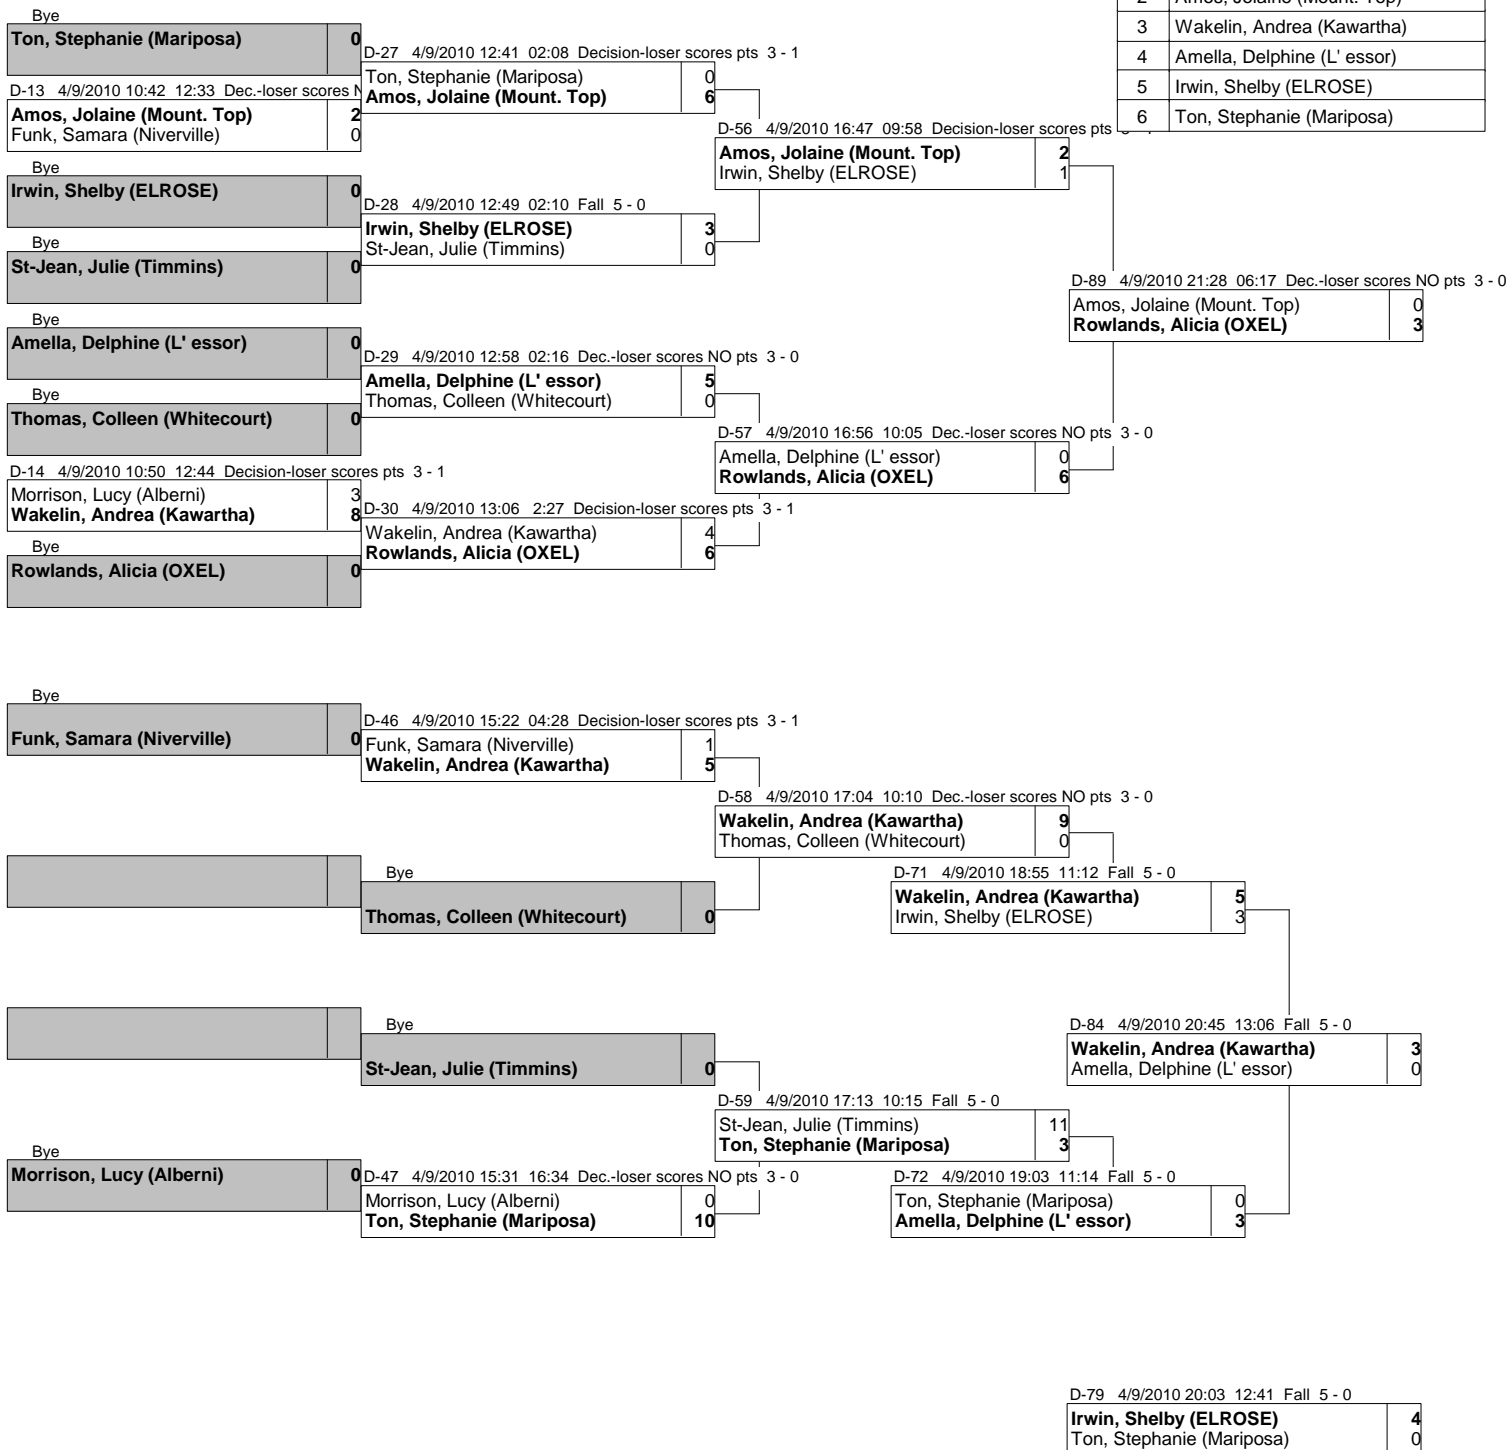 2 Amos, Jolaine (Mount. Top)
3 Wakelin, Andrea (Kawartha)
4 Amella, Delphine (L' essor)
5 Irwin, Shelby (ELROSE)
6 Ton, Stephanie (Mariposa)
Bye
Ton, Stephanie (Mariposa) 0
D-13 4/9/2010 10:42 12:33 Dec.-loser scores
Amos, Jolaine (Mount. Top) 2
Funk, Samara (Niverville) 0
Bye
Irwin, Shelby (ELROSE) 0
Bye
St-Jean, Julie (Timmins) 0
Bye
Amella, Delphine (L' essor) 0
Bye
Thomas, Colleen (Whitecourt) 0
D-14 4/9/2010 10:50 12:44 Decision-loser scores pts 3 - 1
Morrison, Lucy (Alberni) 3
Wakelin, Andrea (Kawartha) 8
Bye
Rowlands, Alicia (OXEL) 0
D-27 4/9/2010 12:41 02:08 Decision-loser scores pts 3 - 1
Ton, Stephanie (Mariposa) 0
Amos, Jolaine (Mount. Top) 6
D-28 4/9/2010 12:49 02:10 Fall 5 - 0
Irwin, Shelby (ELROSE) 3
St-Jean, Julie (Timmins) 0
D-29 4/9/2010 12:58 02:16 Dec.-loser scores NO pts 3 - 0
Amella, Delphine (L' essor) 5
Thomas, Colleen (Whitecourt) 0
D-30 4/9/2010 13:06 2:27 Decision-loser scores pts 3 - 1
Wakelin, Andrea (Kawartha) 4
Rowlands, Alicia (OXEL) 6
D-56 4/9/2010 16:47 09:58 Decision-loser scores pts
Amos, Jolaine (Mount. Top) 2
Irwin, Shelby (ELROSE) 1
D-57 4/9/2010 16:56 10:05 Dec.-loser scores NO pts 3 - 0
Amella, Delphine (L' essor) 0
Rowlands, Alicia (OXEL) 6
D-89 4/9/2010 21:28 06:17 Dec.-loser scores NO pts 3 - 0
Amos, Jolaine (Mount. Top) 0
Rowlands, Alicia (OXEL) 3
Bye
Funk, Samara (Niverville) 0
Bye
Morrison, Lucy (Alberni) 0
D-46 4/9/2010 15:22 04:28 Decision-loser scores pts 3 - 1
Funk, Samara (Niverville) 1
Wakelin, Andrea (Kawartha) 5
Bye
Thomas, Colleen (Whitecourt) 0
Bye
St-Jean, Julie (Timmins) 0
D-47 4/9/2010 15:31 16:34 Dec.-loser scores NO pts 3 - 0
Morrison, Lucy (Alberni) 0
Ton, Stephanie (Mariposa) 10
D-58 4/9/2010 17:04 10:10 Dec.-loser scores NO pts 3 - 0
Wakelin, Andrea (Kawartha) 9
Thomas, Colleen (Whitecourt) 0
D-59 4/9/2010 17:13 10:15 Fall 5 - 0
St-Jean, Julie (Timmins) 11
Ton, Stephanie (Mariposa) 3
D-71 4/9/2010 18:55 11:12 Fall 5 - 0
Wakelin, Andrea (Kawartha) 5
Irwin, Shelby (ELROSE) 3
D-72 4/9/2010 19:03 11:14 Fall 5 - 0
Ton, Stephanie (Mariposa) 0
Amella, Delphine (L' essor) 3
D-84 4/9/2010 20:45 13:06 Fall 5 - 0
Wakelin, Andrea (Kawartha) 3
Amella, Delphine (L' essor) 0
D-79 4/9/2010 20:03 12:41 Fall 5 - 0
Irwin, Shelby (ELROSE) 4
Ton, Stephanie (Mariposa) 0